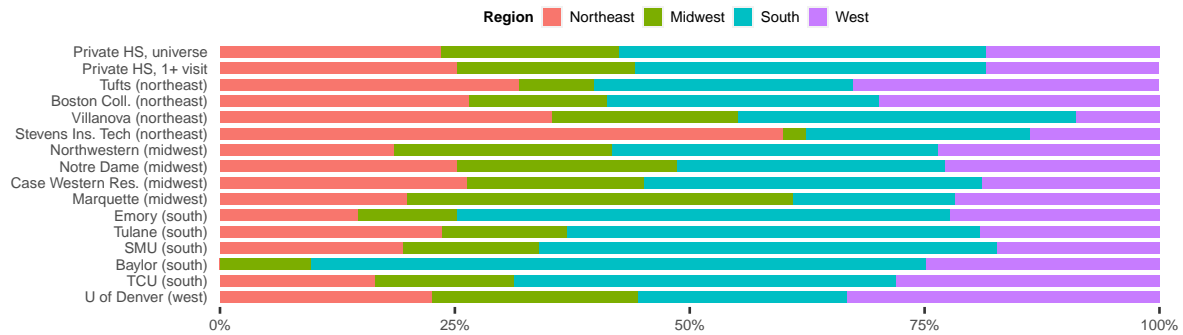 Region Northeast Midwest South West
Private HS, universe
Private HS, 1+ visit
Tufts (northeast)
Boston Coll. (northeast)
Villanova (northeast)
Stevens Ins. Tech (northeast)
Northwestern (midwest)
Notre Dame (midwest)
Case Western Res. (midwest)
Marquette (midwest)
Emory (south)
Tulane (south)
SMU (south)
Baylor (south)
TCU (south)
U of Denver (west)
0% 25% 50% 75% 100%